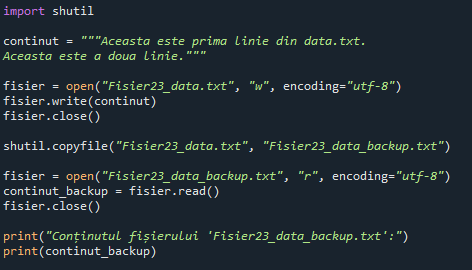 import shutil
continut = """Aceasta este prima linie din data.txt.
Aceasta este a doua linie."""
fisier = open("Fisier23_data.txt", "w", encoding="utf-8")
fisier.write(continut)
fisier.close()
shutil.copyfile("Fisier23_data.txt", "Fisier23_data_backup.txt")
fisier = open("Fisier23_data_backup.txt", "r", encoding="utf-8")
continut_backup = fisier.read()
fisier.close()
print("Conținutul fișierului 'Fisier23_data_backup.txt':")
print(continut_backup)